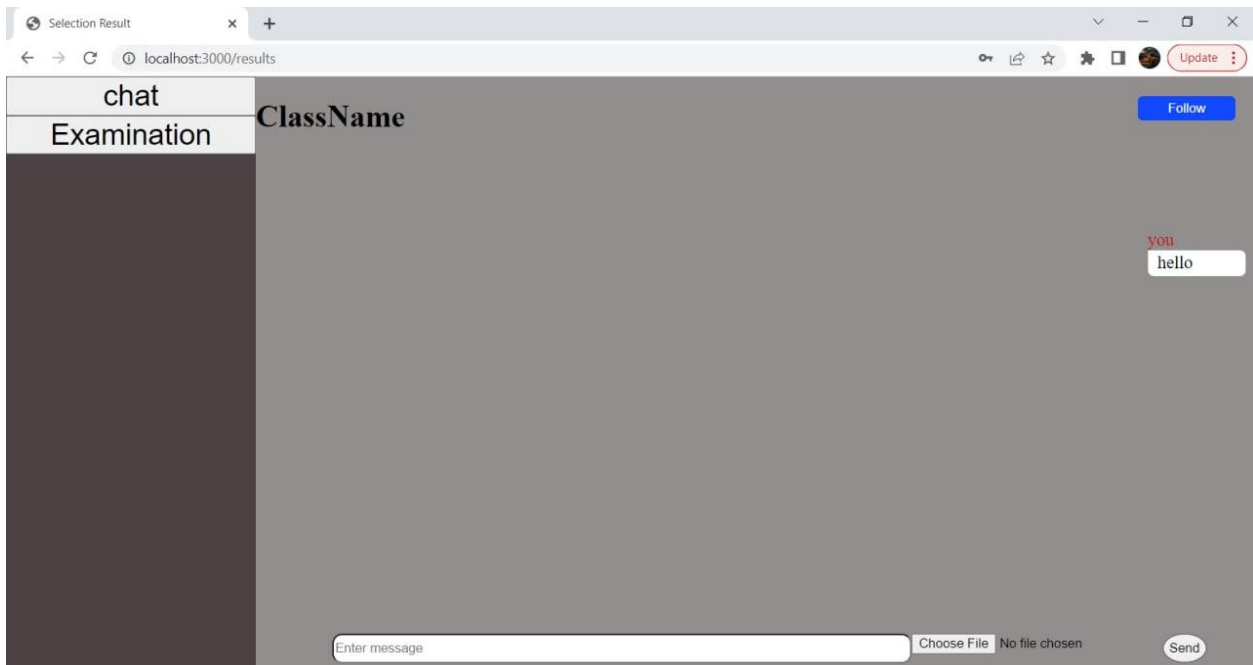 Selection Result
localhost:3000/results
Update
chat
Examination
ClassName
Follow
you
hello
Enter message
Choose File No file chosen
Send